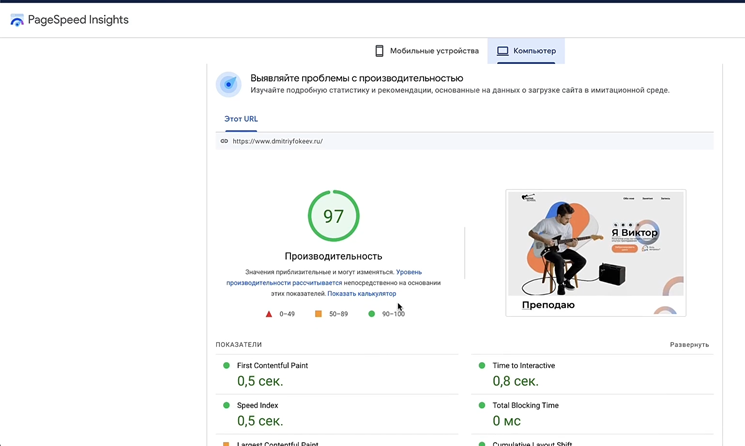 PageSpeed Insights
Мобильные устройства
Компьютер
Выявляйте проблемы с производительностью
Изучайте подробную статистику и рекомендации, основанные на данных о загрузке сайта в имитационной среде.
Этот URL
https://www.dmitriyfokeev.ru/
97
Производительность
Значения приблизительные и могут изменяться. Уровень
производительности рассчитывается непосредственно на основании
этих показателей. Показать калькулятор
0–49
50–89
90–100
Я Виктор
Преподаю
ПОКАЗАТЕЛИ
Развернуть
First Contentful Paint
0,5 сек.
Time to Interactive
0,8 сек.
Speed Index
0,5 сек.
Total Blocking Time
0 мс
Largest Contentful Paint
Cumulative Layout Shift